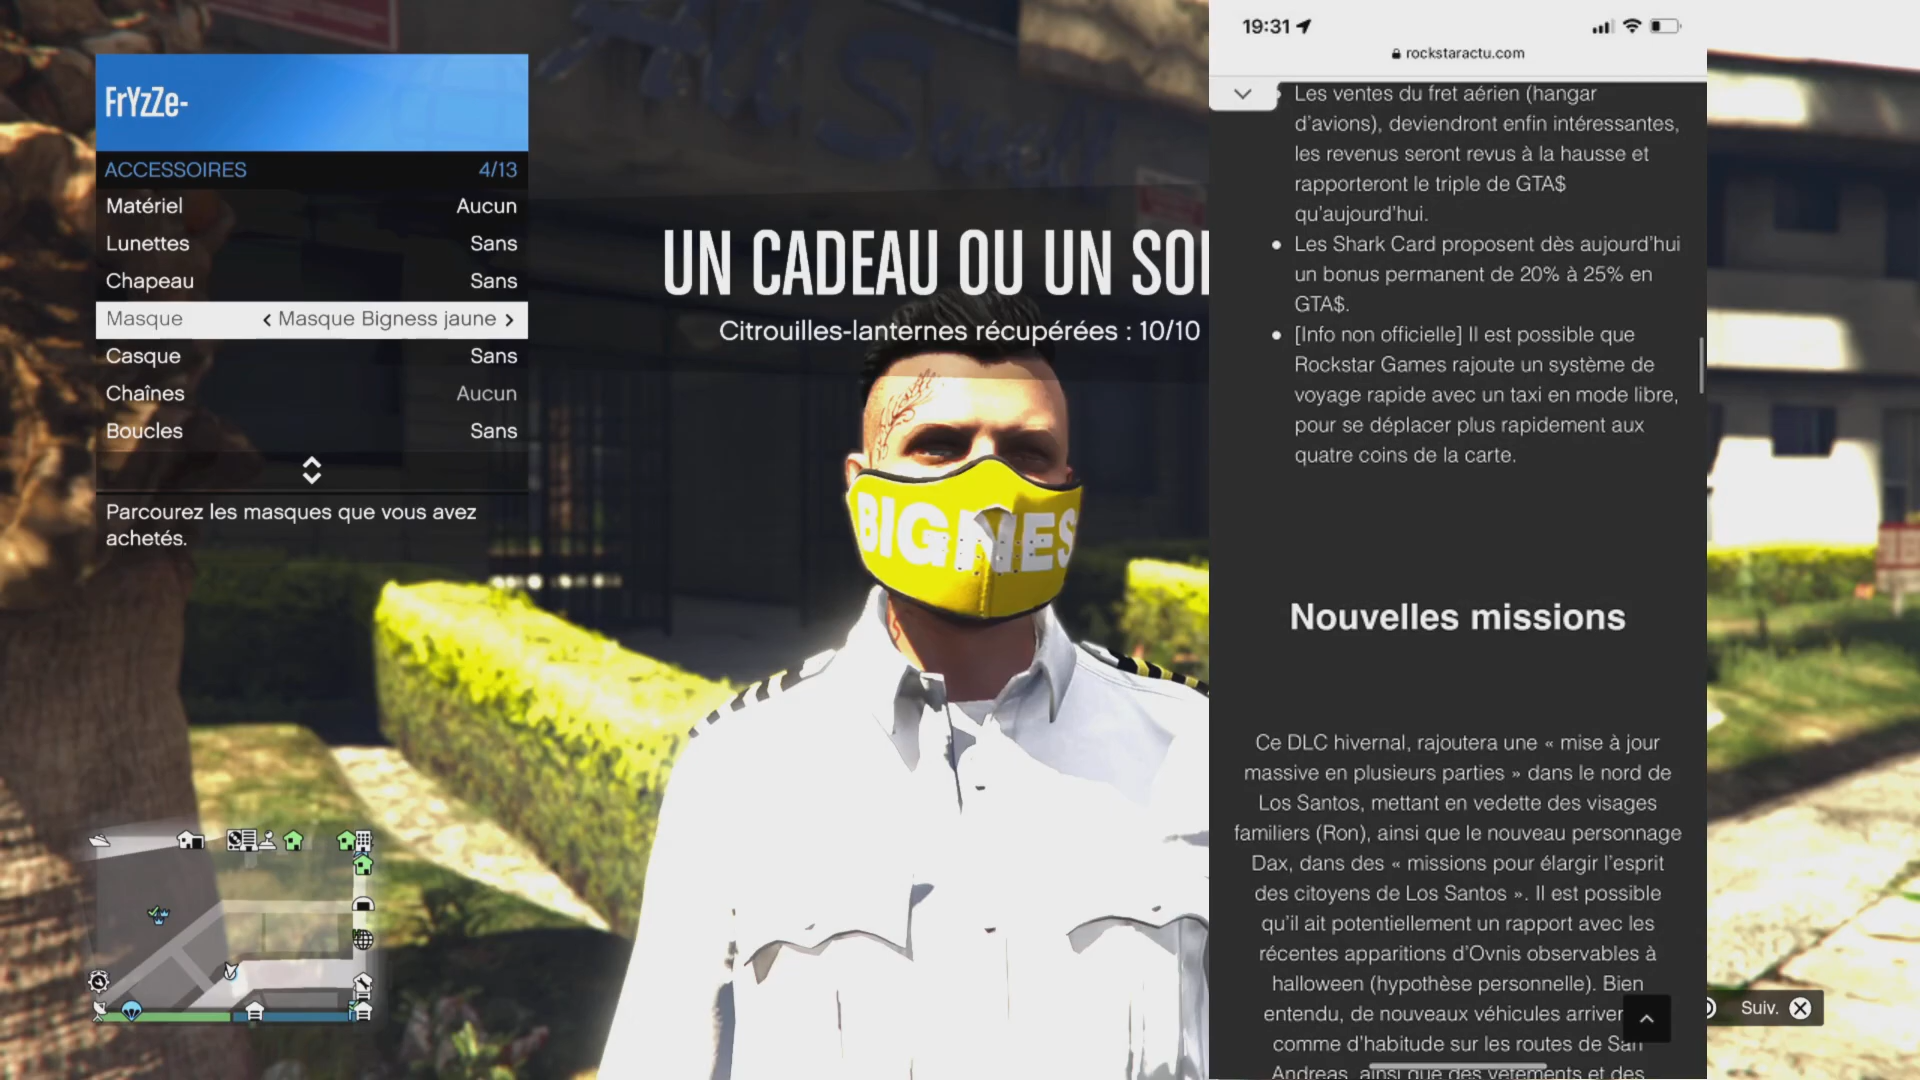 FrYzZe-
ACCESSOIRES 4/13
Matériel Aucun
Lunettes Sans
Chapeau Sans
Masque Masque Bigness jaune
Casque Sans
Chaînes Aucun
Boucles Sans
Parcourez les masques que vous avez
achetés.
UN CADEAU OU UN SO
Citrouilles-lanternes récupérées : 10/10
BIGNES
19:31
rockstaractu.com
Les ventes du fret aérien (hangar
d'avions), deviendront enfin intéressantes,
les revenus seront revus à la hausse et
rapporteront le triple de GTA$
qu'aujourd'hui.
Les Shark Card proposent dès aujourd'hui
un bonus permanent de 20% à 25% en
GTA$.
[Info non officielle] Il est possible que
Rockstar Games rajoute un système de
voyage rapide avec un taxi en mode libre,
pour se déplacer plus rapidement aux
quatre coins de la carte.
Nouvelles missions
Ce DLC hivernal, rajoutera une « mise à jour
massive en plusieurs parties » dans le nord de
Los Santos, mettant en vedette des visages
familiers (Ron), ainsi que le nouveau personnage
Dax, dans des « missions pour élargir l'esprit
des citoyens de Los Santos ». Il est possible
qu'il ait potentiellement un rapport avec les
récentes apparitions d'Ovnis observables à
halloween (hypothèse personnelle). Bien
entendu, de nouveaux véhicules arriver
comme d'habitude sur les routes de San
Andreas, ainsi que des vêtements et des
Suiv.